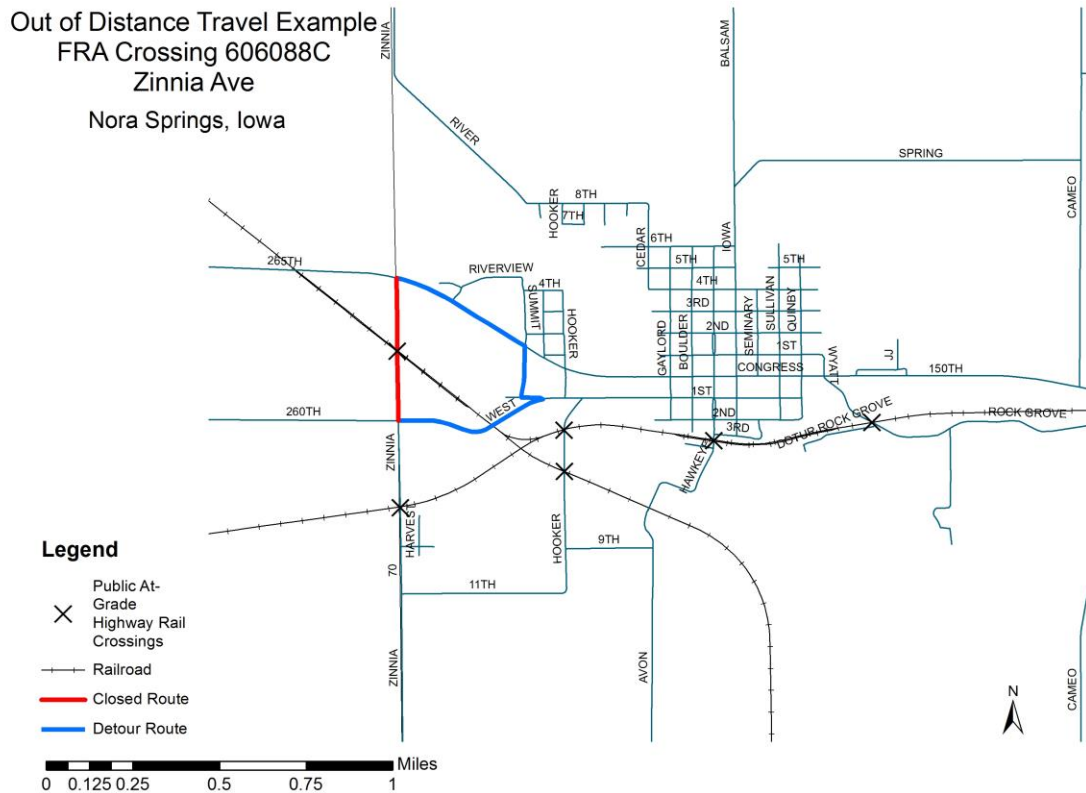 Out of Distance Travel Example
FRA Crossing 606088C
Zinnia Ave
Nora Springs, Iowa
ZINNIA
BALSAM
RIVER
SPRING
CAMEO
HOOKER
8TH
7TH
CEDAR
6TH
IOWA
5TH
5TH
265TH
RIVERVIEW
4TH
4TH
SUMMIT
3RD
HOOKER
GAYLORD
BOULDER
2ND
SEMINARY
SULLIVAN
QUINBY
1ST
WYATT
CONGRESS
150TH
1ST
260TH
WEST
2ND
3RD
DOTUR ROCK GROVE
ROCK GROVE
ZINNIA
HAWKEYE
HARVEST
HOOKER
9TH
70
11TH
ZINNIA
AVON
CAMEO
Legend
Public At-
Grade
Highway Rail
Crossings
Railroad
Closed Route
Detour Route
N
Miles
0 0.125 0.25 0.5 0.75 1